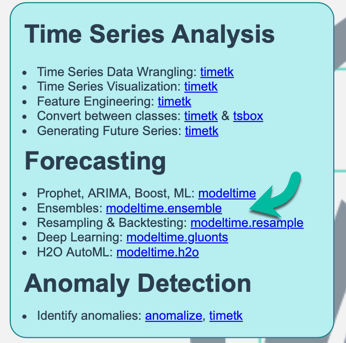 Time Series Analysis
• Time Series Data Wrangling: timetk
• Time Series Visualization: timetk
• Feature Engineering: timetk
• Convert between classes: timetk & tsbox
• Generating Future Series: timetk
Forecasting
• Prophet, ARIMA, Boost, ML: modeltime
• Ensembles: modeltime.ensemble
• Resampling & Backtesting: modeltime.resample
• Deep Learning: modeltime.gluonts
• H2O AutoML: modeltime.h2o
Anomaly Detection
• Identify anomalies: anomalize, timetk